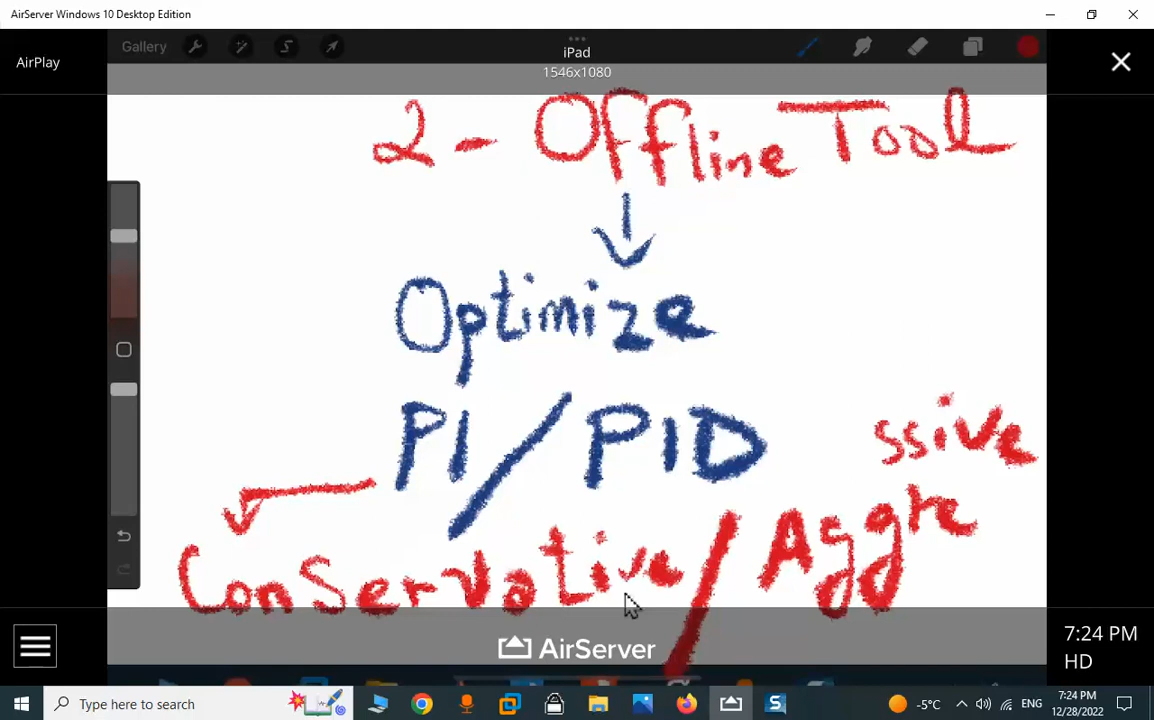 AirServer Windows 10 Desktop Edition
AirPlay
Gallery
iPad
1546x1080
2 - Offline Tool
Optimize
PI / PID
Conservative / Aggre
ssive
AirServer
7:24 PM
HD
Type here to search
-5°C
ENG
7:24 PM
12/28/2022